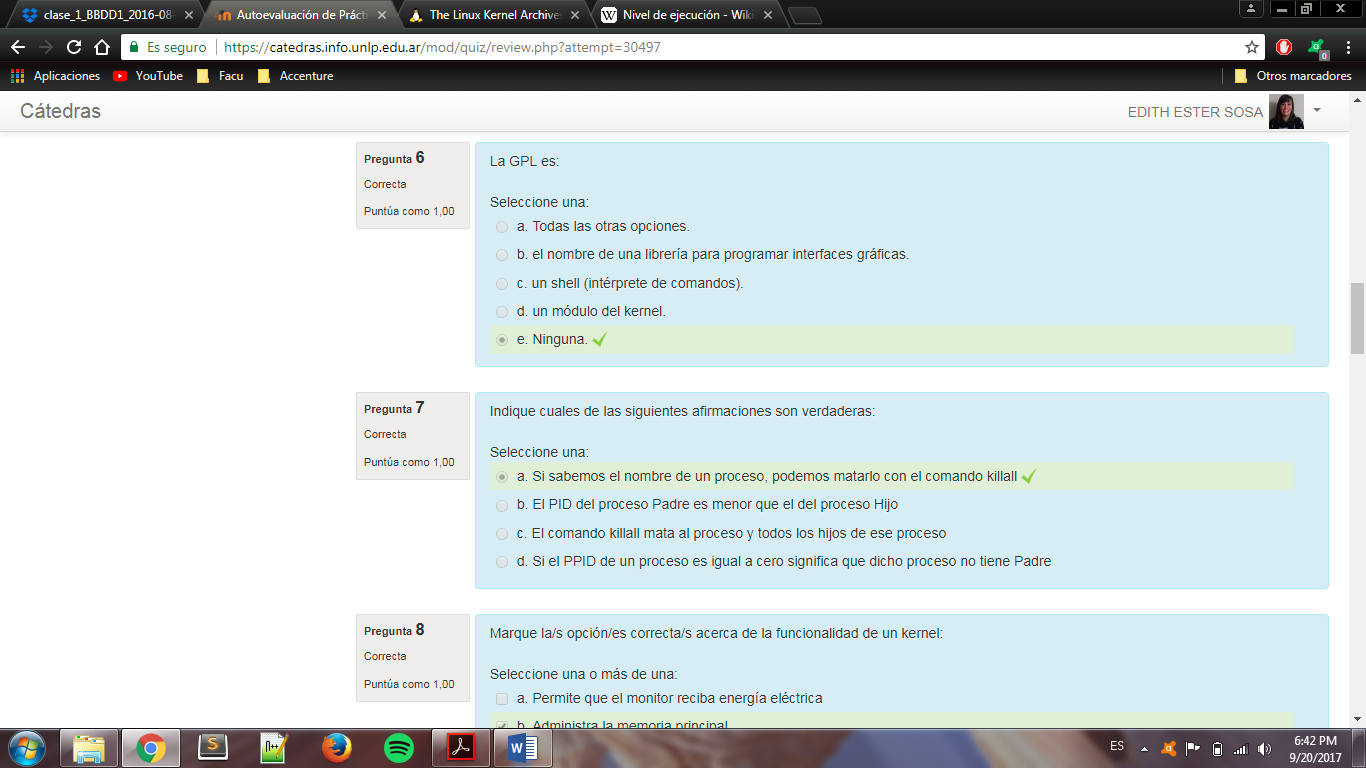 clase_1_BBDD1_2016-08-
Autoevaluación de Prácti
The Linux Kernel Archive
Nivel de ejecución - Wiki
Es seguro
https://catedras.info.unlp.edu.ar/mod/quiz/review.php?attempt=30497
0
Aplicaciones
YouTube
Facu
Accenture
Otros marcadores
Cátedras
EDITH ESTER SOSA
Pregunta 6
Correcta
Puntúa como 1,00
La GPL es:
Seleccione una:
a. Todas las otras opciones.
b. el nombre de una librería para programar interfaces gráficas.
c. un shell (intérprete de comandos).
d. un módulo del kernel.
e. Ninguna.
Pregunta 7
Correcta
Puntúa como 1,00
Indique cuales de las siguientes afirmaciones son verdaderas:
Seleccione una:
a. Si sabemos el nombre de un proceso, podemos matarlo con el comando killall
b. El PID del proceso Padre es menor que el del proceso Hijo
c. El comando killall mata al proceso y todos los hijos de ese proceso
d. Si el PPID de un proceso es igual a cero significa que dicho proceso no tiene Padre
Pregunta 8
Correcta
Puntúa como 1,00
Marque la/s opción/es correcta/s acerca de la funcionalidad de un kernel:
Seleccione una o más de una:
a. Permite que el monitor reciba energía eléctrica
b. Administra la memoria principal
ES
6:42 PM
9/20/2017